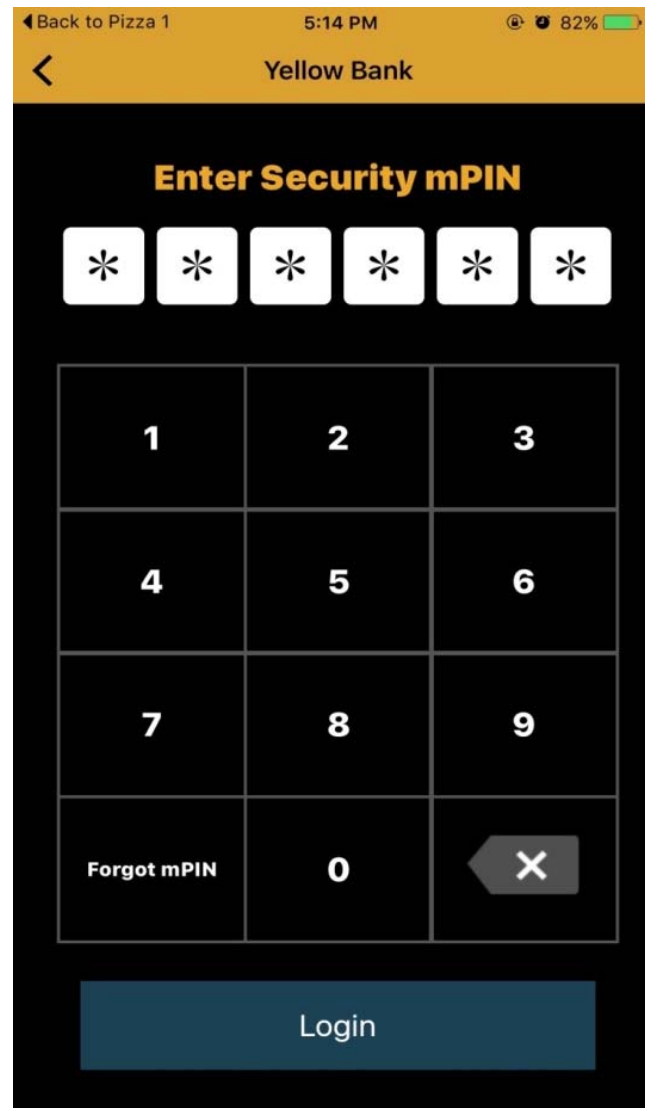 Back to Pizza 1 5:14 PM 82%
Yellow Bank
Enter Security mPIN
* * * * * *
1 2 3
4 5 6
7 8 9
Forgot mPIN 0
Login